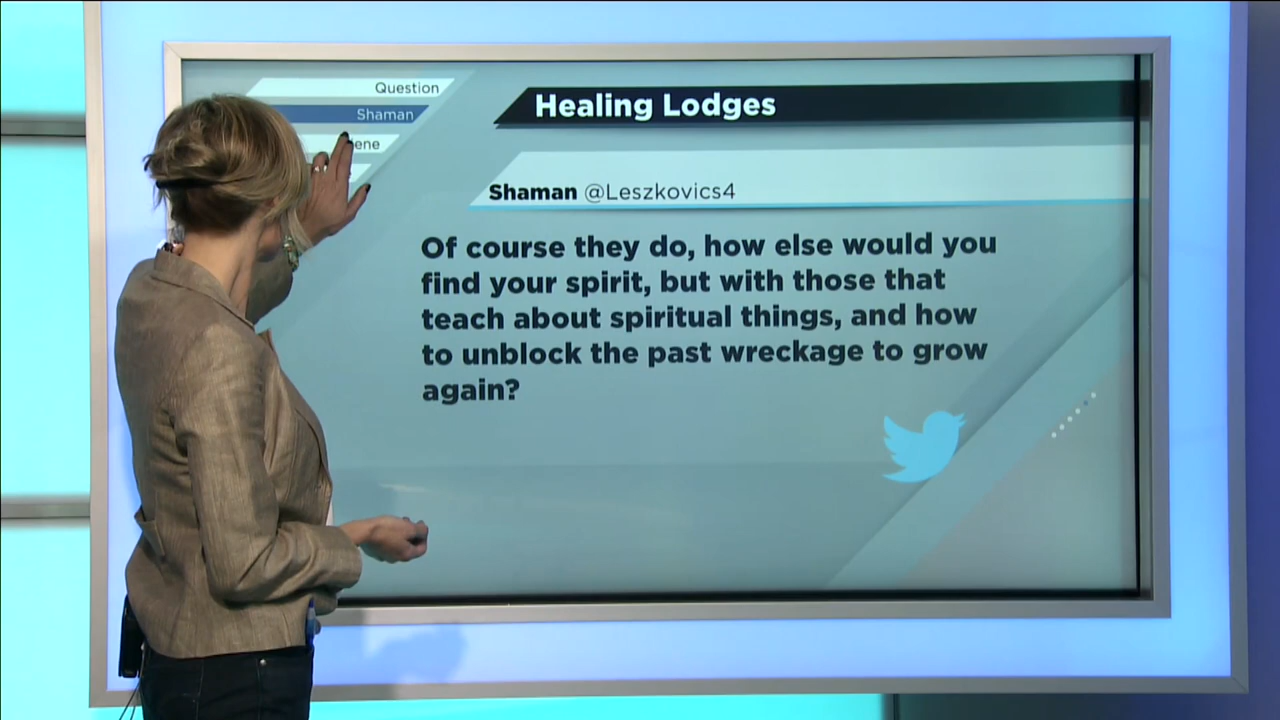 Question
Shaman
Healing Lodges
Shaman @Leszkovics4
Of course they do, how else would you
find your spirit, but with those that
teach about spiritual things, and how
to unblock the past wreckage to grow
again?